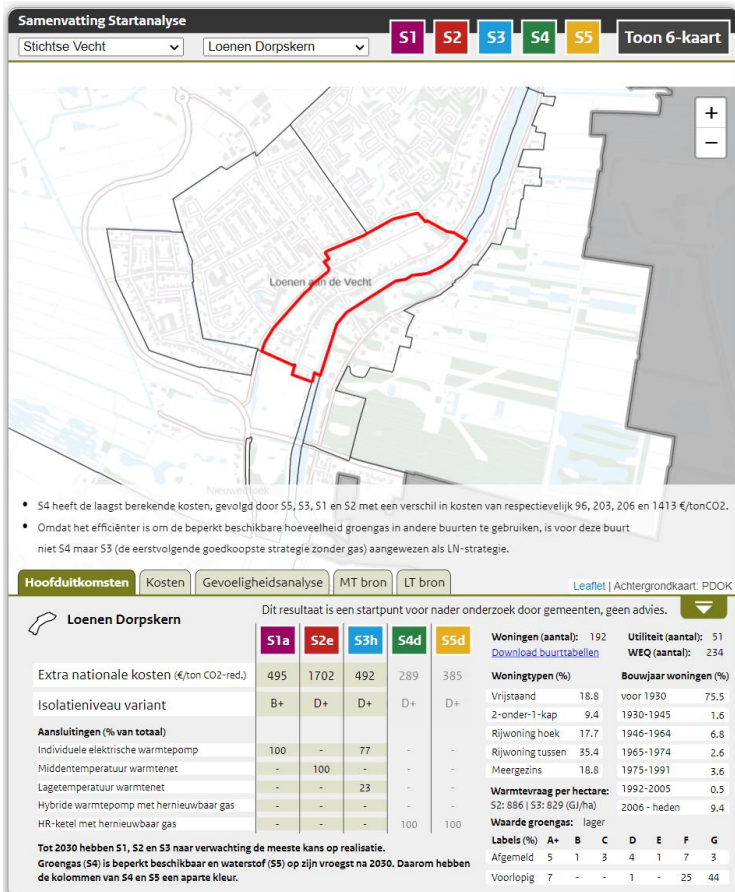 Samenvatting Startanalyse
Stichtse Vecht Loenen Dorpskern S1 S2 S3 S4 S5 Toon 6-kaart
+
−
Loenen aan de Vecht
• S4 heeft de laagst berekende kosten, gevolgd door S5, S3, S1 en S2 met een verschil in kosten van respectievelijk 96, 203, 206 en 1413 €/tonCO2.
• Omdat het efficiënter is om de beperkt beschikbare hoeveelheid groengas in andere buurten te gebruiken, is voor deze buurt
niet S4 maar S3 (de eerstvolgende goedkoopste strategie zonder gas) aangewezen als LN-strategie.
Hoofduitkomsten Kosten Gevoeligheidsanalyse MT bron LT bron Leaflet | Achtergrondkaart: PDOK
Dit resultaat is een startpunt voor nader onderzoek door gemeenten, geen advies.
Loenen Dorpskern
S1a S2e S3h S4d S5d
Extra nationale kosten (€/ton CO2-red.) 495 1702 492 289 385
Isolatieniveau variant B+ D+ D+ D+ D+
Aansluitingen (% van totaal)
Individuele elektrische warmtepomp 100 - 77 - -
Middentemperatuur warmtenet - 100 - - -
Lagetemperatuur warmtenet - - 23 - -
Hybride warmtepomp met hernieuwbaar gas - - - - -
HR-ketel met hernieuwbaar gas - - - 100 100
Tot 2030 hebben S1, S2 en S3 naar verwachting de meeste kans op realisatie.
Groengas (S4) is beperkt beschikbaar en waterstof (S5) op zijn vroegst na 2030. Daarom hebben
de kolommen van S4 en S5 een aparte kleur.
Woningen (aantal): 192 Utiliteit (aantal): 51
Download buurttabellen WEQ (aantal): 234
Woningtypen (%) Bouwjaar woningen (%)
Vrijstaand 18.8 voor 1930 75.5
2-onder-1-kap 9.4 1930-1945 1.6
Rijwoning hoek 17.7 1946-1964 6.8
Rijwoning tussen 35.4 1965-1974 2.6
Meergezins 18.8 1975-1991 3.6
Warmtevraag per hectare: 1992-2005 0.5
S2: 886 | S3: 829 (GJ/ha) 2006 - heden 9.4
Waarde groengas: lager
Labels (%) A+ B C D E F G
Afgemeld 5 1 3 4 1 7 3
Voorlopig 7 - - 1 - 25 44